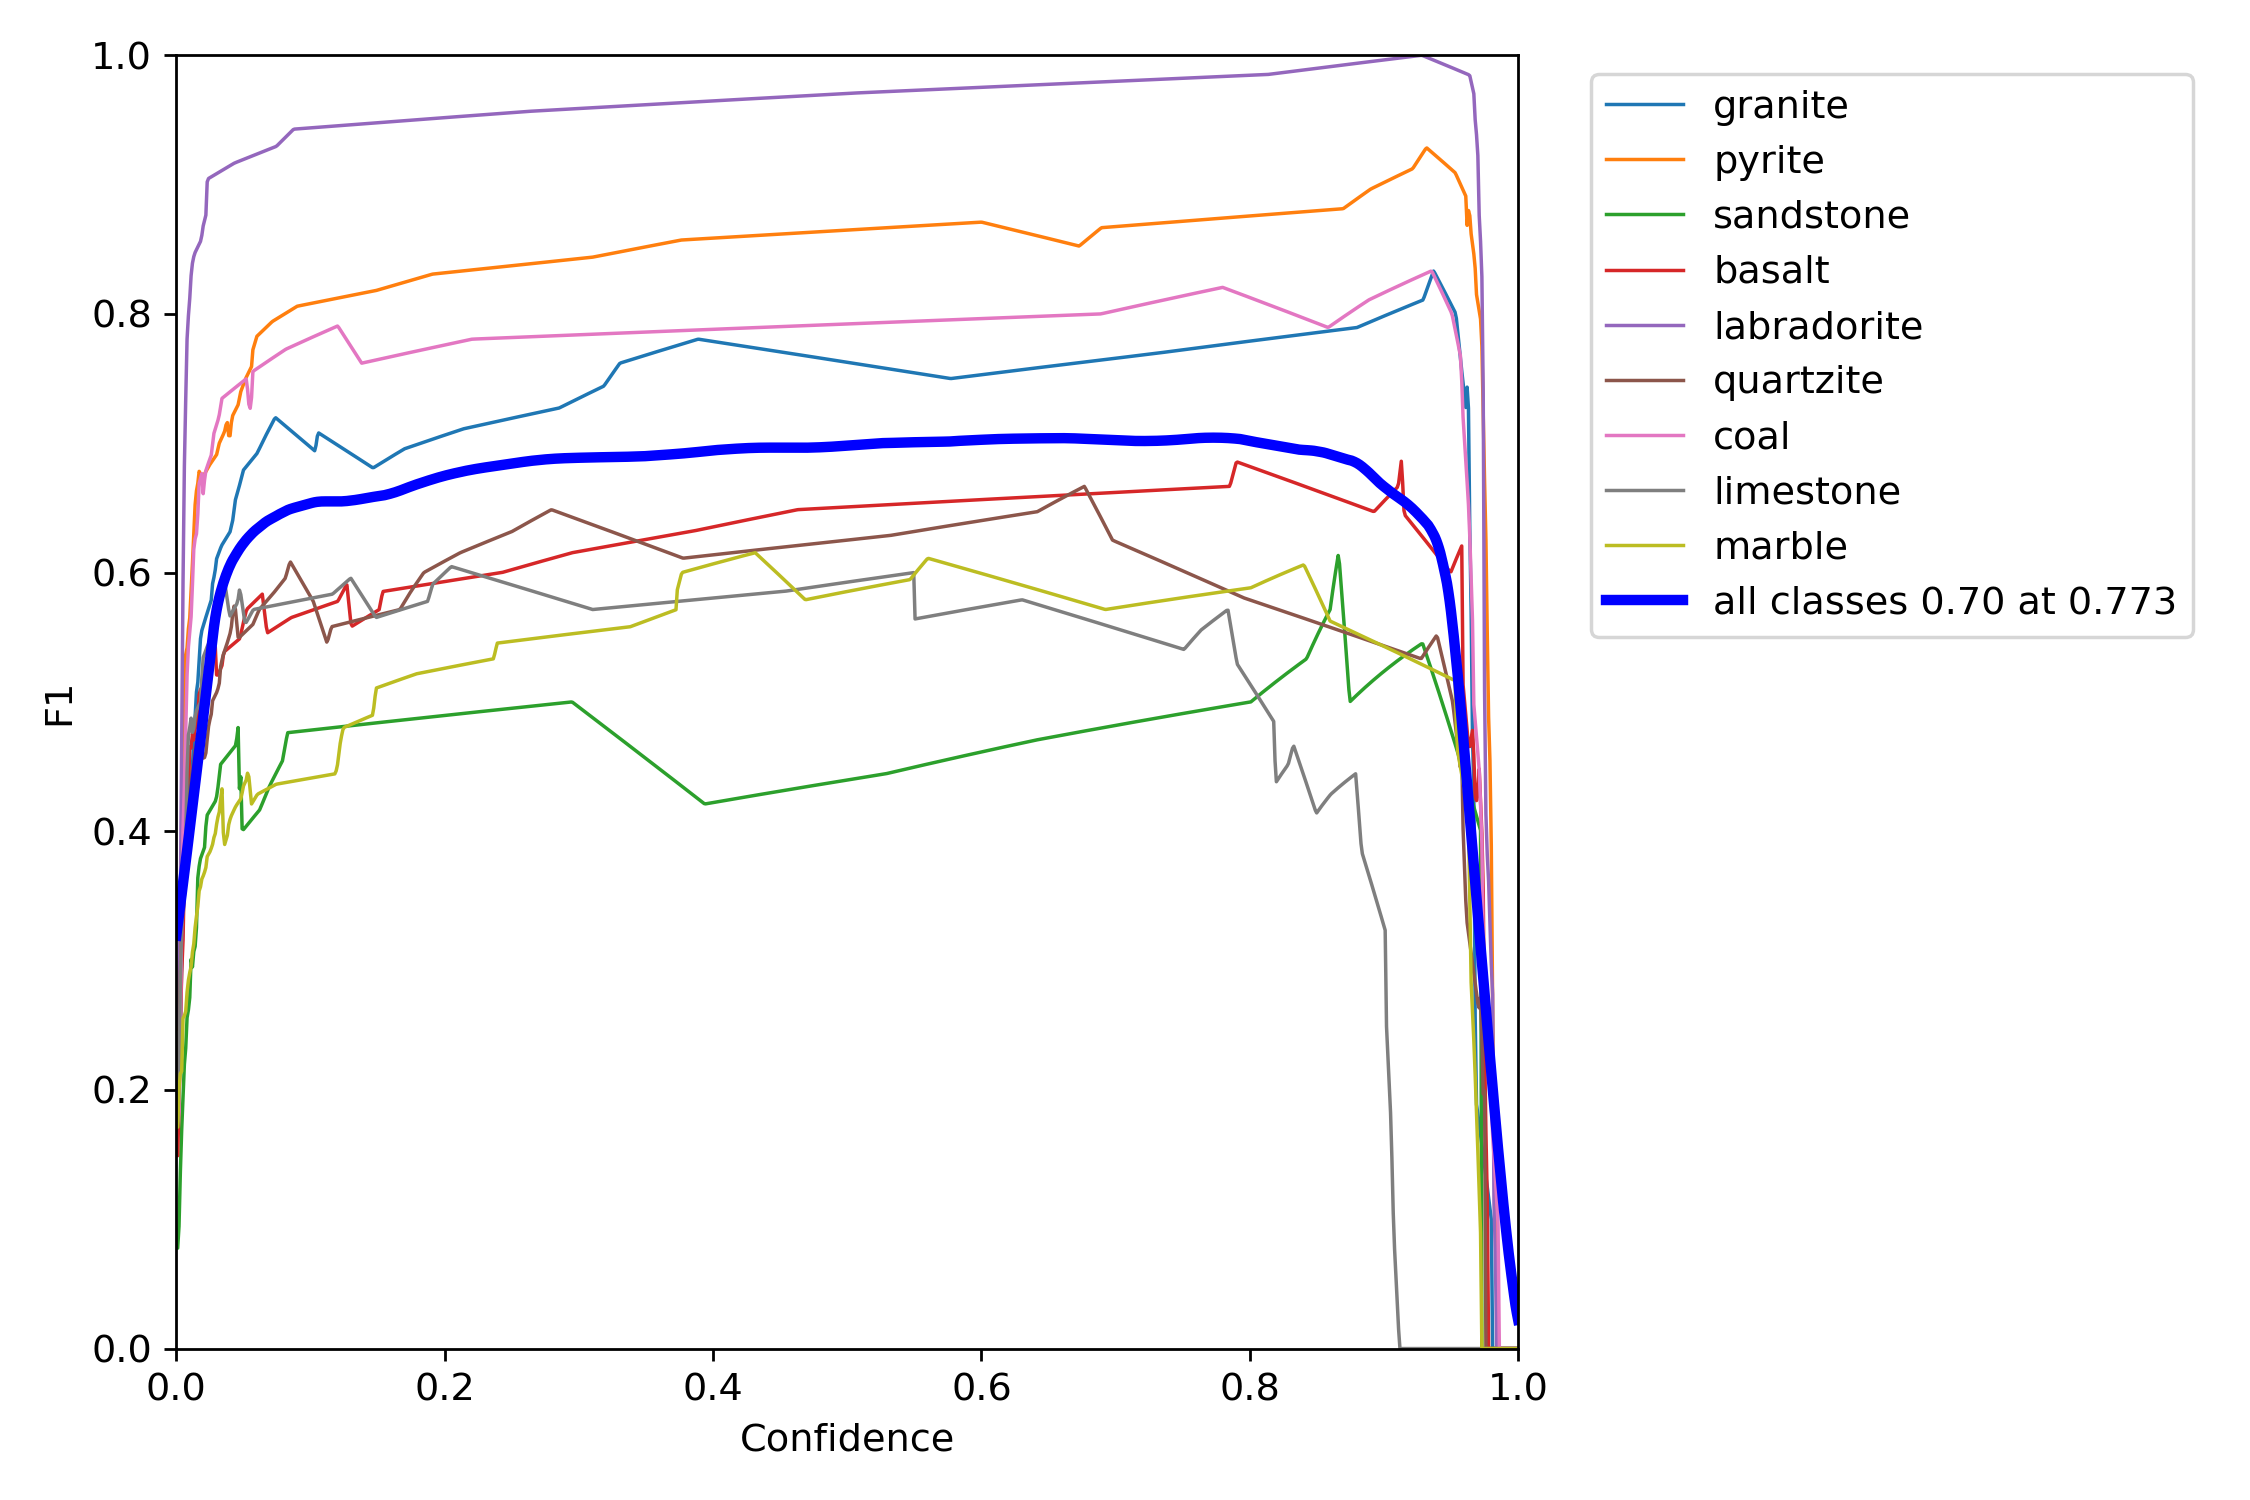 1.0
0.8
0.6
0.4
0.2
0.0
F1
0.0 0.2 0.4 0.6 0.8 1.0
Confidence
granite
pyrite
sandstone
basalt
labradorite
quartzite
coal
limestone
marble
all classes 0.70 at 0.773